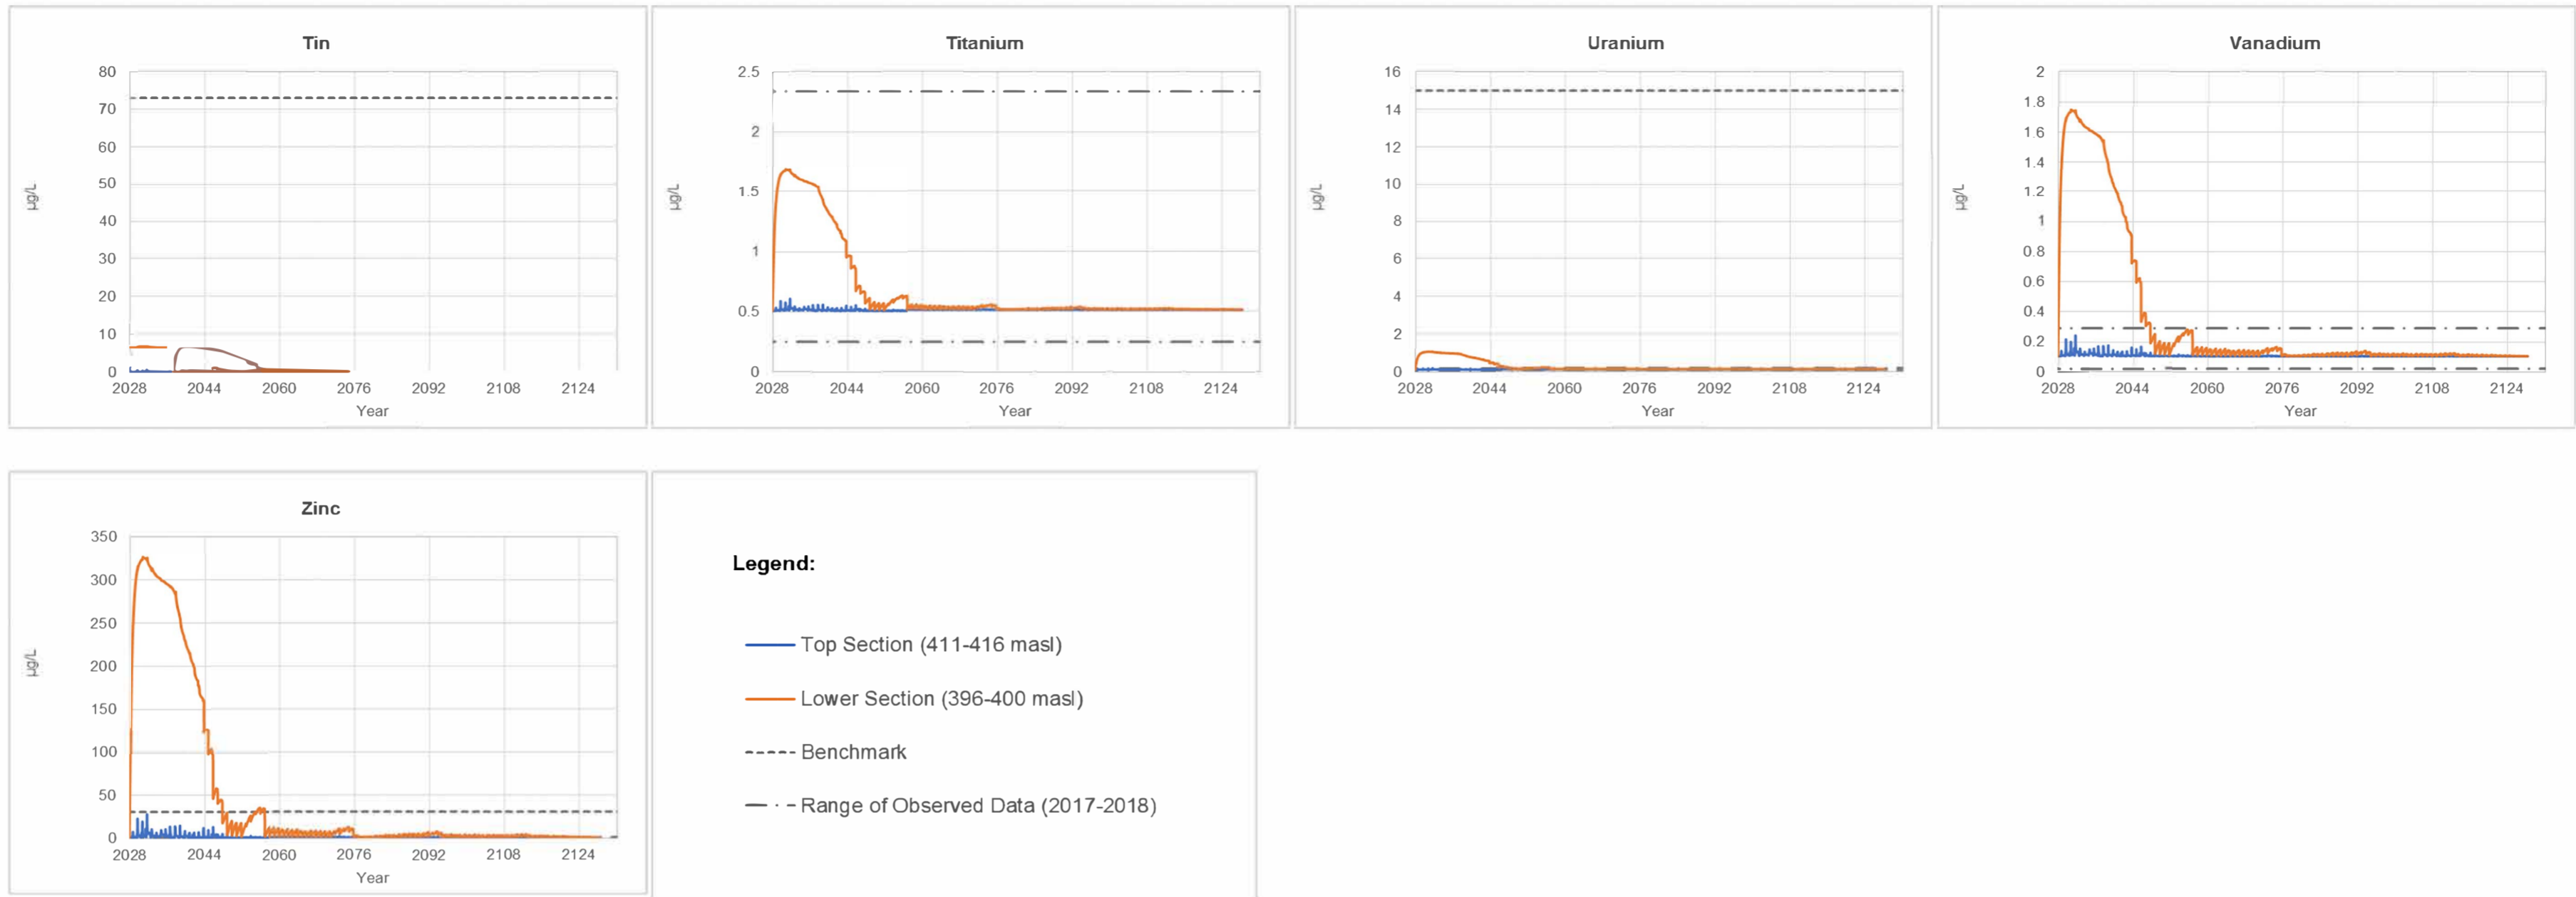 Tin
80
70
60
50
40
30
20
10
0
µg/L
2028 2044 2060 2076 2092 2108 2124
Year
Titanium
2.5
2
1.5
1
0.5
0
µg/L
2028 2044 2060 2076 2092 2108 2124
Year
Uranium
16
14
12
10
8
6
4
2
0
µg/L
2028 2044 2060 2076 2092 2108 2124
Year
Vanadium
2
1.8
1.6
1.4
1.2
1
0.8
0.6
0.4
0.2
0
µg/L
2028 2044 2060 2076 2092 2108 2124
Year
Zinc
350
300
250
200
150
100
50
0
µg/L
2028 2044 2060 2076 2092 2108 2124
Year
Legend:
Top Section (411-416 masl)
Lower Section (396-400 masl)
Benchmark
Range of Observed Data (2017-2018)